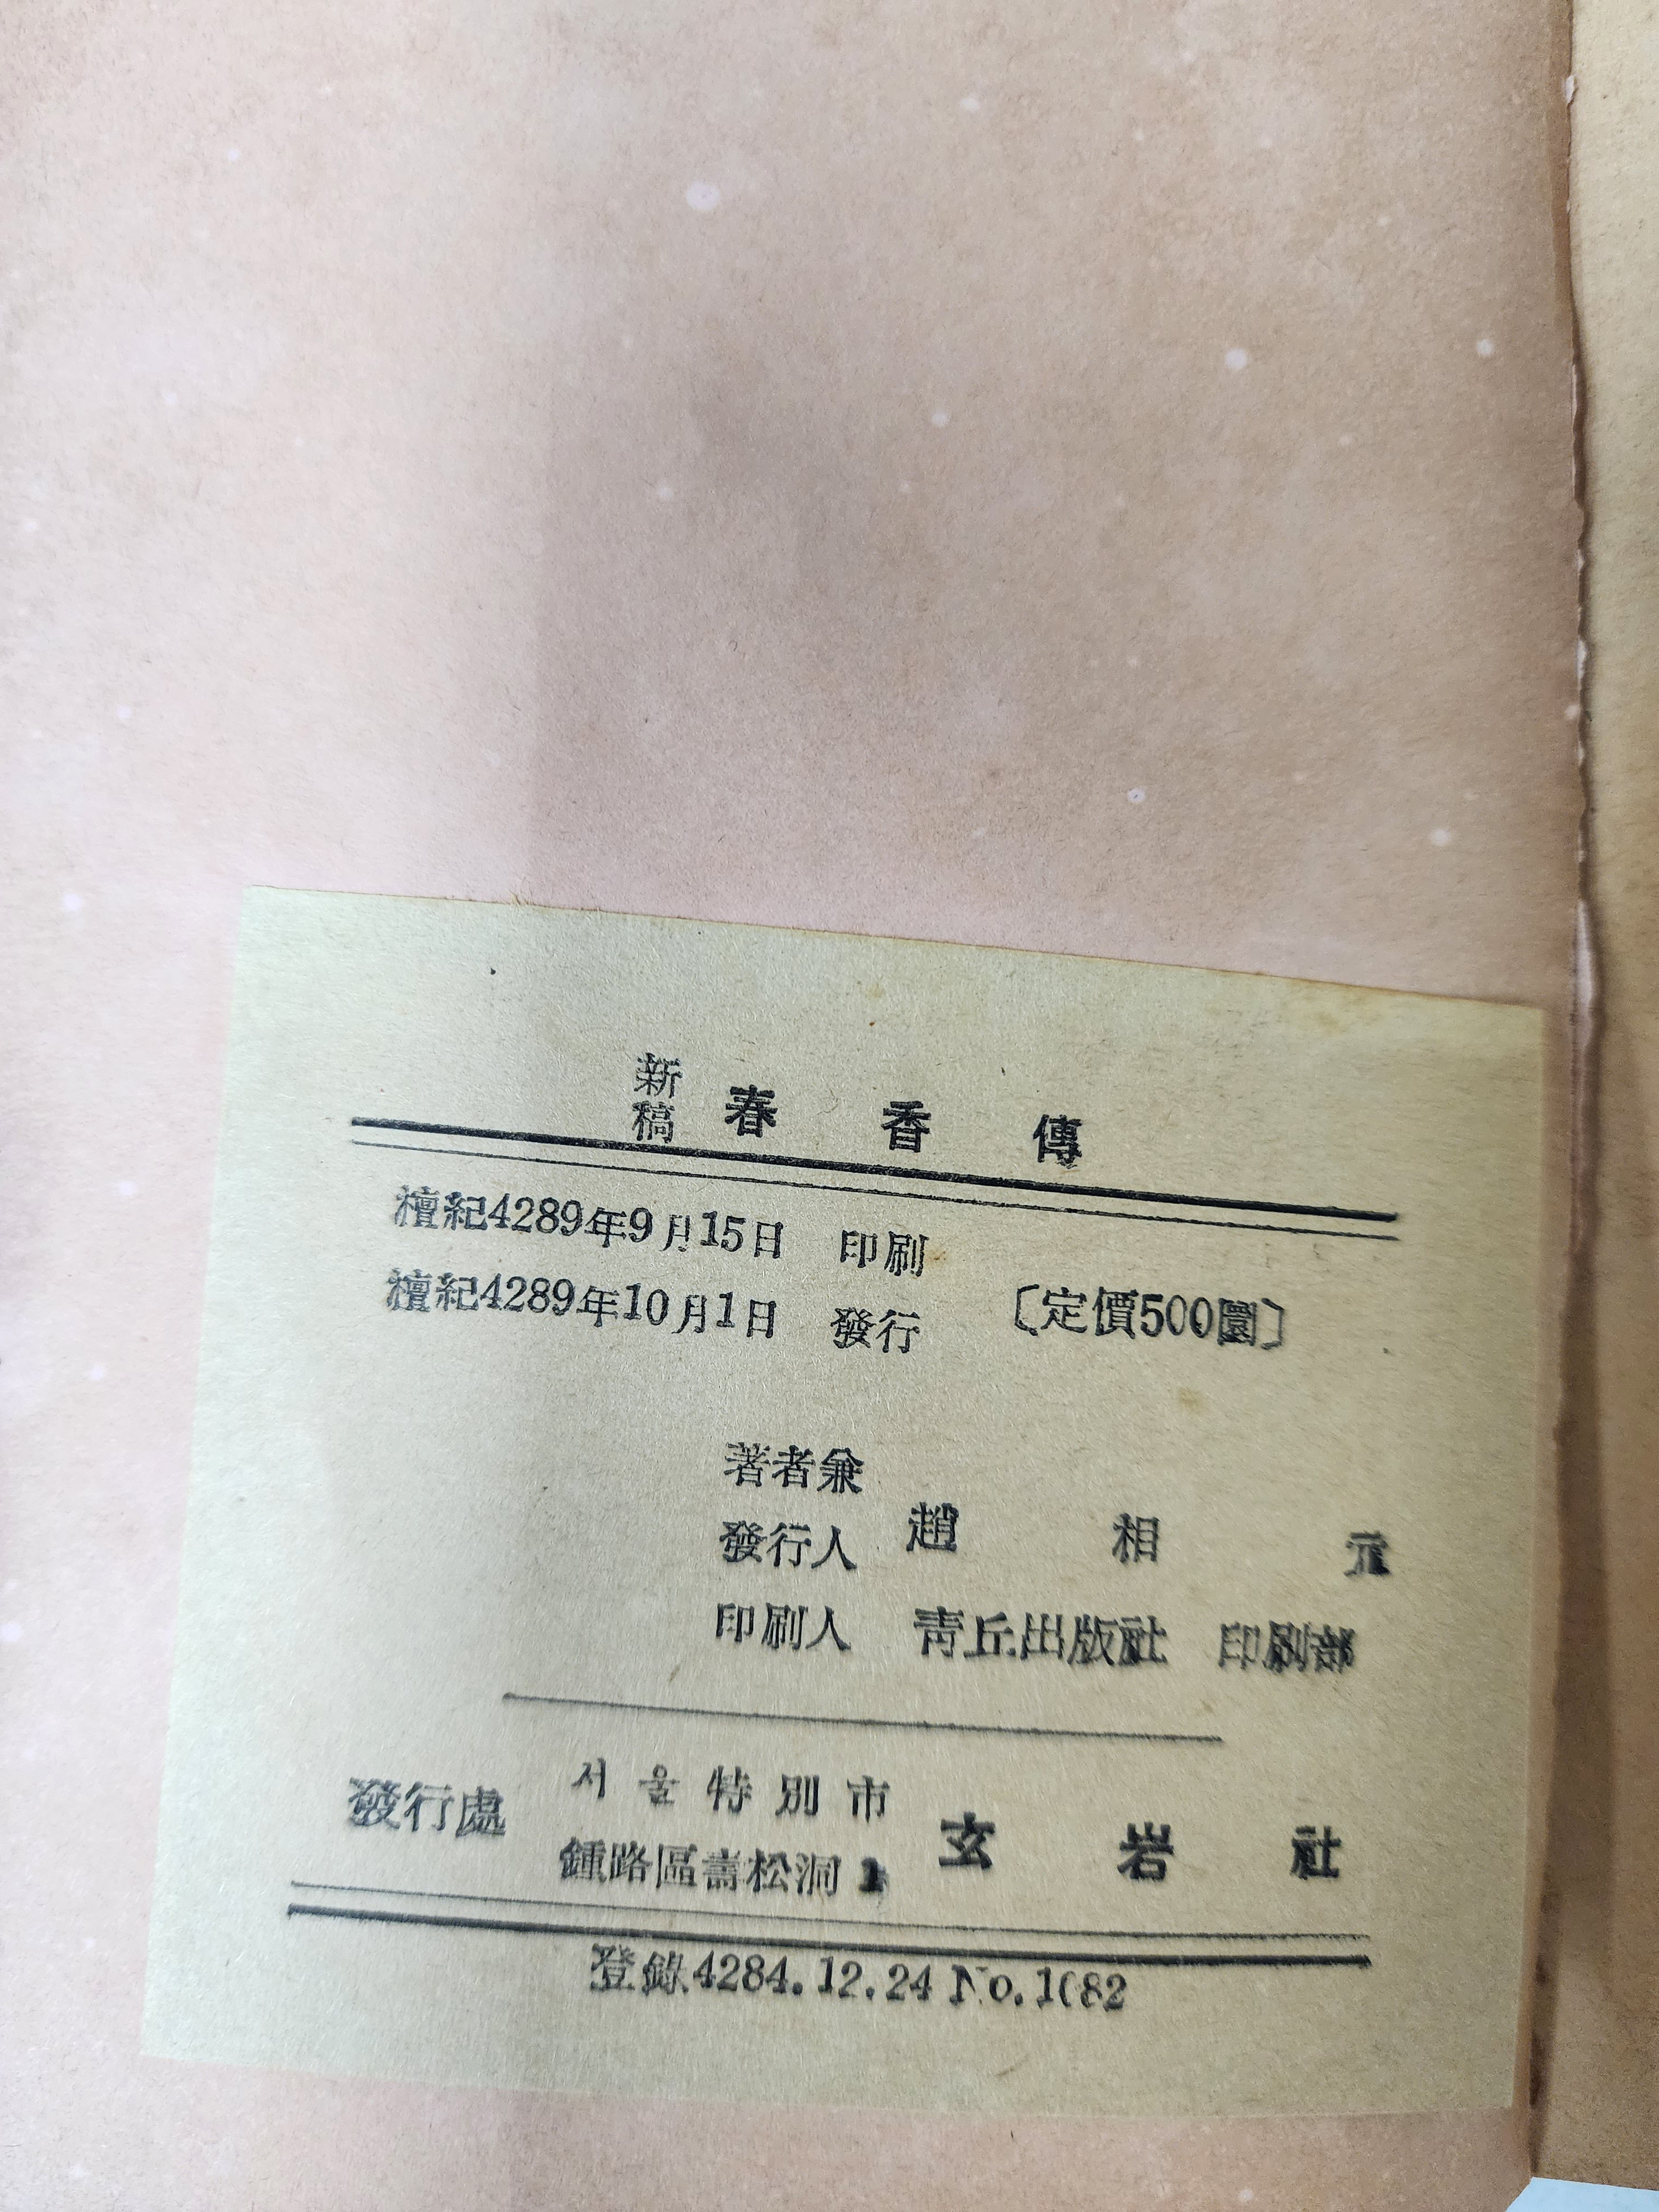 新稿 春香傳
檀紀4289年9月15日 印刷
檀紀4289年10月1日 發行 〔定價500圜〕
著者兼
發行人 趙相元
印刷人 靑丘出版社 印刷部
發行處 서울特別市
鍾路區壽松洞 1 玄岩社
登錄4284.12.24 No.1082